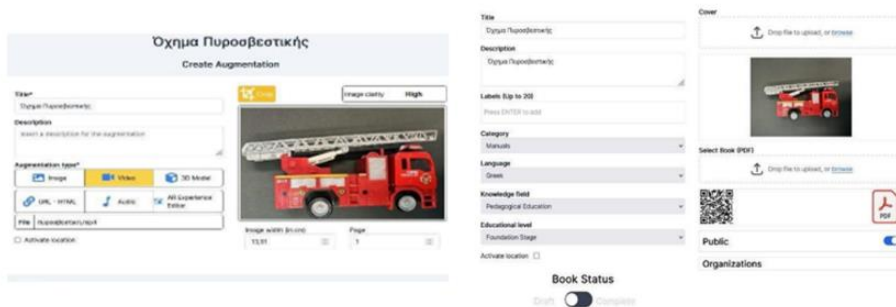 Όχημα Πυροσβεστικής
Create Augmentation
Title*
Όχημα Πυροσβεστικής
Description
Insert a description for the augmentation
Augmentation type*
Image
Video
3D Model
URL - HTML
Audio
AR Experience Editor
File
Activate location
Crop
Image clarity High
Image width (in cm)
Page
13,91
1
Title
Όχημα Πυροσβεστικής
Description
Όχημα Πυροσβεστικής
Labels (Up to 20)
Press ENTER to add
Category
Manuals
Language
Greek
Knowledge field
Pedagogical Education
Educational level
Foundation Stage
Activate location
Book Status
Draft
Complete
Cover
Drop file to upload, or browse
Select Book (PDF)
Drop file to upload, or browse
PDF
Public
Organizations